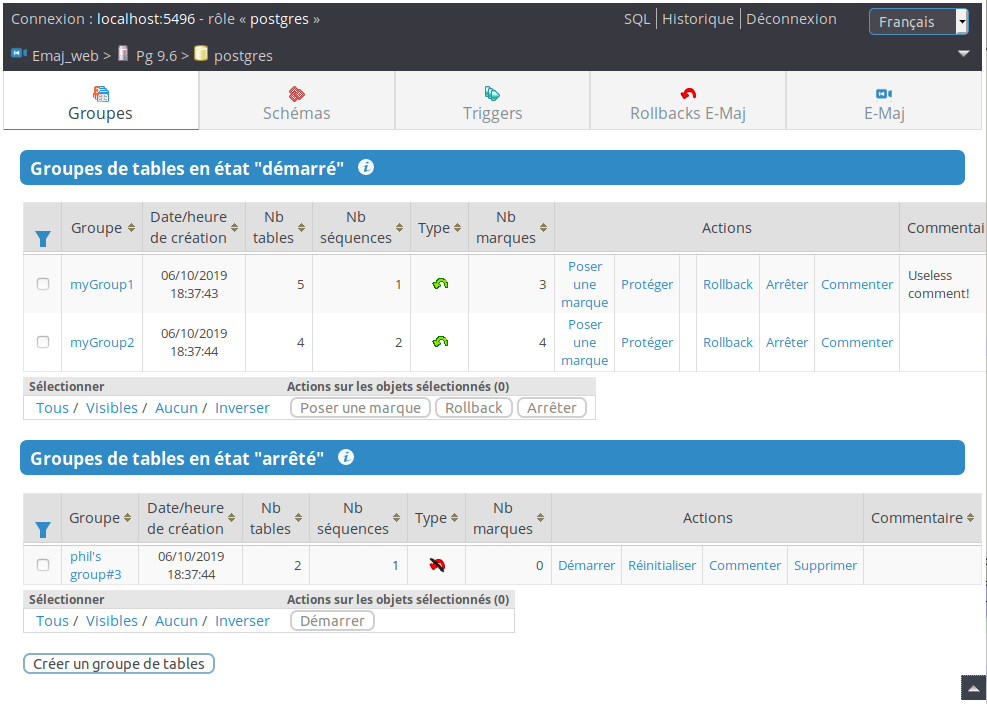 Connexion : localhost:5496 - rôle « postgres »
SQL Historique Déconnexion Français
Emaj_web > Pg 9.6 > postgres
Groupes Schémas Triggers Rollbacks E-Maj E-Maj
Groupes de tables en état "démarré"
Groupe Date/heure de création Nb tables Nb séquences Type Nb marques Actions Commentai
myGroup1 06/10/2019 18:37:43 5 1 3 Poser une marque Protéger Rollback Arrêter Commenter Useless comment!
myGroup2 06/10/2019 18:37:44 4 2 4 Poser une marque Protéger Rollback Arrêter Commenter
Sélectionner Actions sur les objets sélectionnés (0)
Tous / Visibles / Aucun / Inverser Poser une marque Rollback Arrêter
Groupes de tables en état "arrêté"
Groupe Date/heure de création Nb tables Nb séquences Type Nb marques Actions Commentaire
phil's group#3 06/10/2019 18:37:44 2 1 0 Démarrer Réinitialiser Commenter Supprimer
Sélectionner Actions sur les objets sélectionnés (0)
Tous / Visibles / Aucun / Inverser Démarrer
Créer un groupe de tables